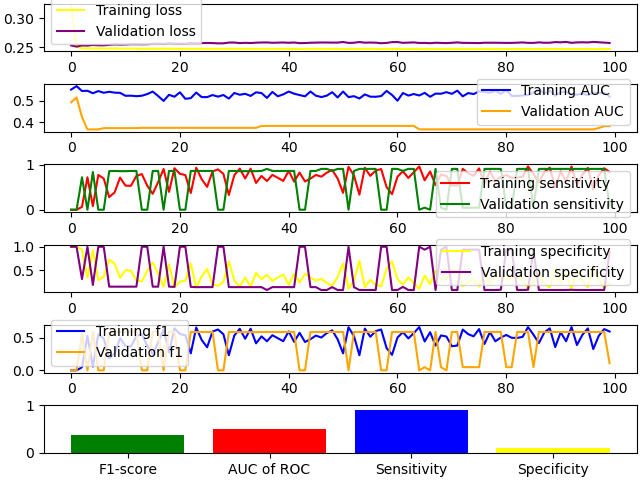 0.30
0.25
Training loss
Validation loss
0 20 40 60 80 100
0.5
0.4
Training AUC
Validation AUC
0 20 40 60 80 100
1
0
Training sensitivity
Validation sensitivity
0 20 40 60 80 100
1.0
0.5
Training specificity
Validation specificity
0 20 40 60 80 100
0.5
0.0
Training f1
Validation f1
0 20 40 60 80 100
1
0
F1-score AUC of ROC Sensitivity Specificity